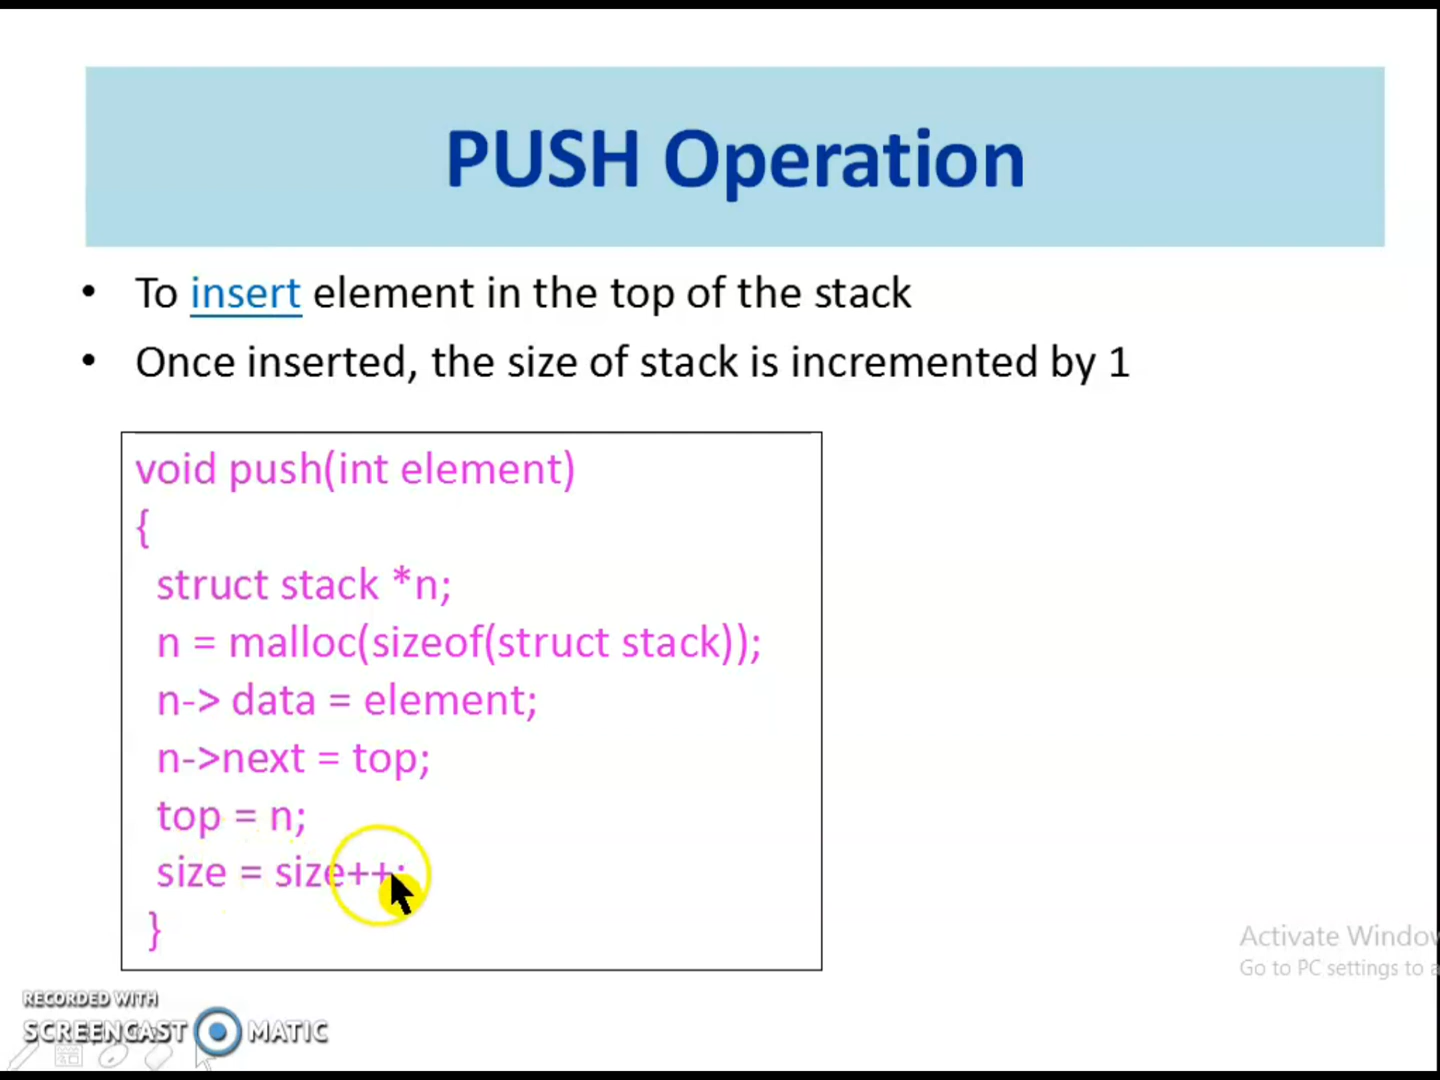 PUSH Operation
• To insert element in the top of the stack
• Once inserted, the size of stack is incremented by 1
void push(int element)
{
struct stack *n;
n = malloc(sizeof(struct stack));
n-> data = element;
n->next = top;
top = n;
size = size++;
}
Activate Window
Go to PC settings to a
RECORDED WITH
SCREENCAST MATIC